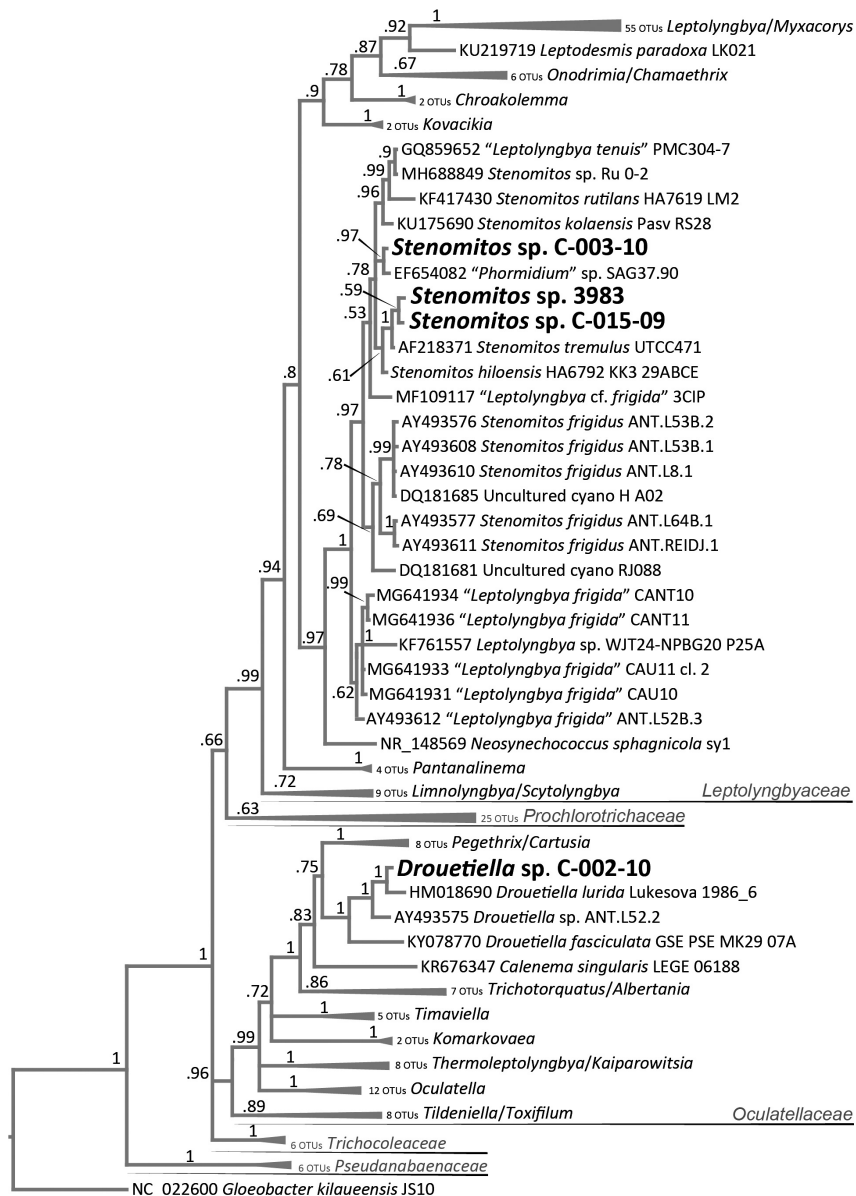 1
.92
55 OTUs Leptolyngbya/Myxacorys
KU219719 Leptodesmis paradoxa LK021
.87
.67
6 OTUs Onodrimia/Chamaethrix
.78
1
2 OTUs Chroakolemma
.9
1
2 OTUs Kovacikia
.9
GQ859652 “Leptolyngbya tenuis” PMC304-7
.99
MH688849 Stenomitos sp. Ru 0-2
.96
KF417430 Stenomitos rutilans HA7619 LM2
KU175690 Stenomitos kolaensis Pasv RS28
.97
Stenomitos sp. C-003-10
.78
EF654082 “Phormidium” sp. SAG37.90
.59
Stenomitos sp. 3983
.53
1
Stenomitos sp. C-015-09
AF218371 Stenomitos tremulus UTCC471
.8
.61
Stenomitos hiloensis HA6792 KK3 29ABCE
MF109117 “Leptolyngbya cf. frigida” 3CIP
.97
AY493576 Stenomitos frigidus ANT.L53B.2
.99
AY493608 Stenomitos frigidus ANT.L53B.1
.78
AY493610 Stenomitos frigidus ANT.L8.1
DQ181685 Uncultured cyano H A02
.69
1
AY493577 Stenomitos frigidus ANT.L64B.1
AY493611 Stenomitos frigidus ANT.REIDJ.1
1
DQ181681 Uncultured cyano RJ088
.94
.99
MG641934 “Leptolyngbya frigida” CANT10
MG641936 “Leptolyngbya frigida” CANT11
.97
1
KF761557 Leptolyngbya sp. WJT24-NPBG20 P25A
MG641933 “Leptolyngbya frigida” CAU11 cl. 2
.99
.62
MG641931 “Leptolyngbya frigida” CAU10
AY493612 “Leptolyngbya frigida” ANT.L52B.3
.66
NR_148569 Neosynechococcus sphagnicola sy1
1
4 OTUs Pantanalinema
.72
9 OTUs Limnolyngbya/Scytolyngbya
Leptolyngbyaceae
.63
25 OTUs Prochlorotrichaceae
1
8 OTUs Pegethrix/Cartusia
.75
1
Drouetiella sp. C-002-10
1
HM018690 Drouetiella lurida Lukesova 1986_6
.83
1
AY493575 Drouetiella sp. ANT.L52.2
KY078770 Drouetiella fasciculata GSE PSE MK29 07A
1
1
KR676347 Calenema singularis LEGE 06188
.86
7 OTUs Trichotorquatus/Albertania
.72
1
5 OTUs Timaviella
1
2 OTUs Komarkovaea
.99
1
8 OTUs Thermoleptolyngbya/Kaiparowitsia
1
.96
1
12 OTUs Oculatella
.89
8 OTUs Tildeniella/Toxifilum
Oculatellaceae
1
6 OTUs Trichocoleaceae
1
6 OTUs Pseudanabaenaceae
NC_022600 Gloeobacter kilaueensis JS10